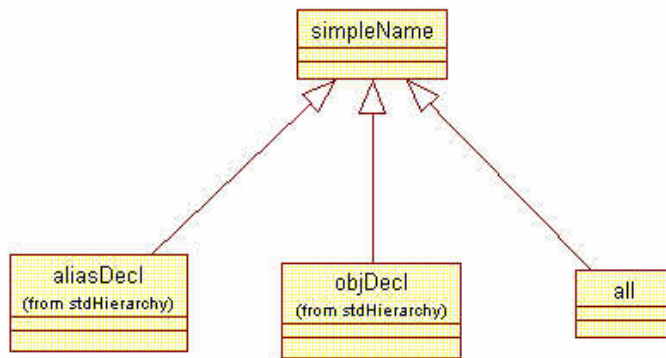 simpleName
aliasDecl
(from stdHierarchy)
objDecl
(from stdHierarchy)
all